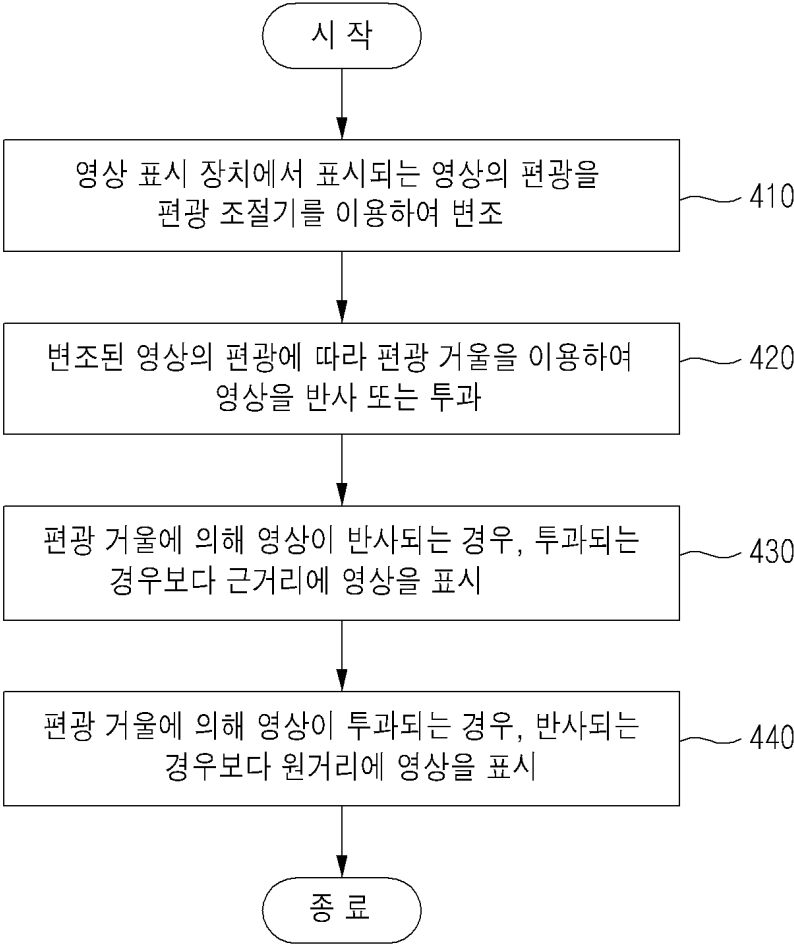 시 작
영상 표시 장치에서 표시되는 영상의 편광을
편광 조절기를 이용하여 변조
410
변조된 영상의 편광에 따라 편광 거울을 이용하여
영상을 반사 또는 투과
420
편광 거울에 의해 영상이 반사되는 경우, 투과되는
경우보다 근거리에 영상을 표시
430
편광 거울에 의해 영상이 투과되는 경우, 반사되는
경우보다 원거리에 영상을 표시
440
종 료